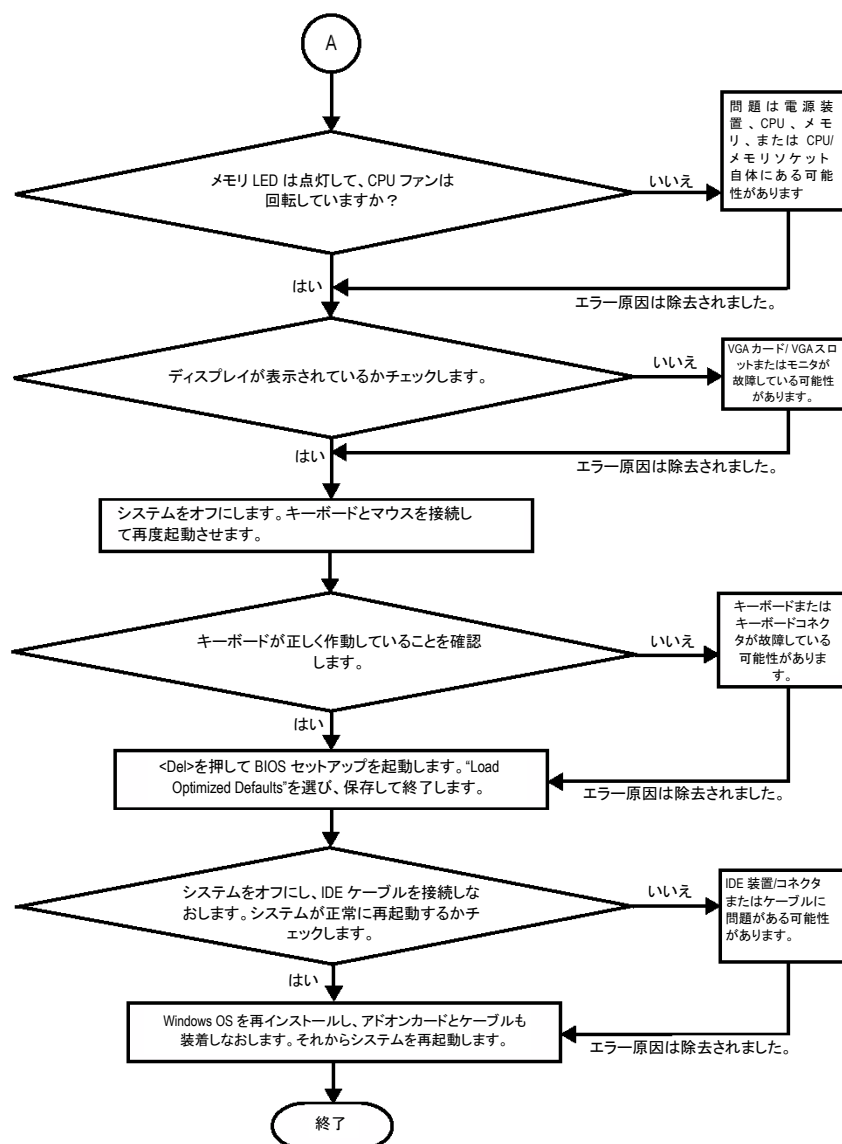 A
問題は電源装
置、CPU、メモ
リ、または CPU/
メモリソケット
自体にある可能
性があります
メモリ LED は点灯して、CPU ファンは
回転していますか？
いいえ
はい
エラー原因は除去されました。
ディスプレイが表示されているかチェックします。
いいえ
VGA カード/ VGA スロ
ットまたはモニタが
故障している可能性
があります。
はい
エラー原因は除去されました。
システムをオフにします。キーボードとマウスを接続し
て再度起動させます。
キーボードが正しく作動していることを確認
します。
いいえ
キーボードまたは
キーボードコネク
タが故障している
可能性がありま
す。
はい
<Del>を押して BIOS セットアップを起動します。“Load
Optimized Defaults”を選び、保存して終了します。
エラー原因は除去されました。
システムをオフにし、IDE ケーブルを接続しな
おします。システムが正常に再起動するかチ
ェックします。
いいえ
IDE 装置/コネクタ
またはケーブルに
問題がある可能性
があります。
はい
Windows OS を再インストールし、アドオンカードとケーブルも
装着しなおします。それからシステムを再起動します。
エラー原因は除去されました。
終了